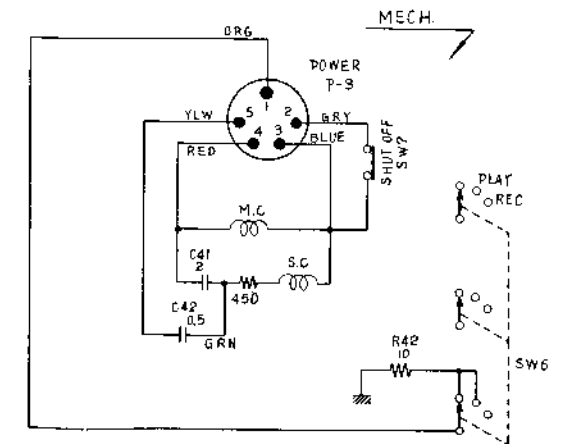 MECH.
ORG
POWER
P-3
1
YLW
5
2
GRY
4
3
BLUE
RED
SHUT OFF
SW7
M.C
PLAY
REC
C41
2
S.C
450
C42
0.5
GRN
R42
10
SW6